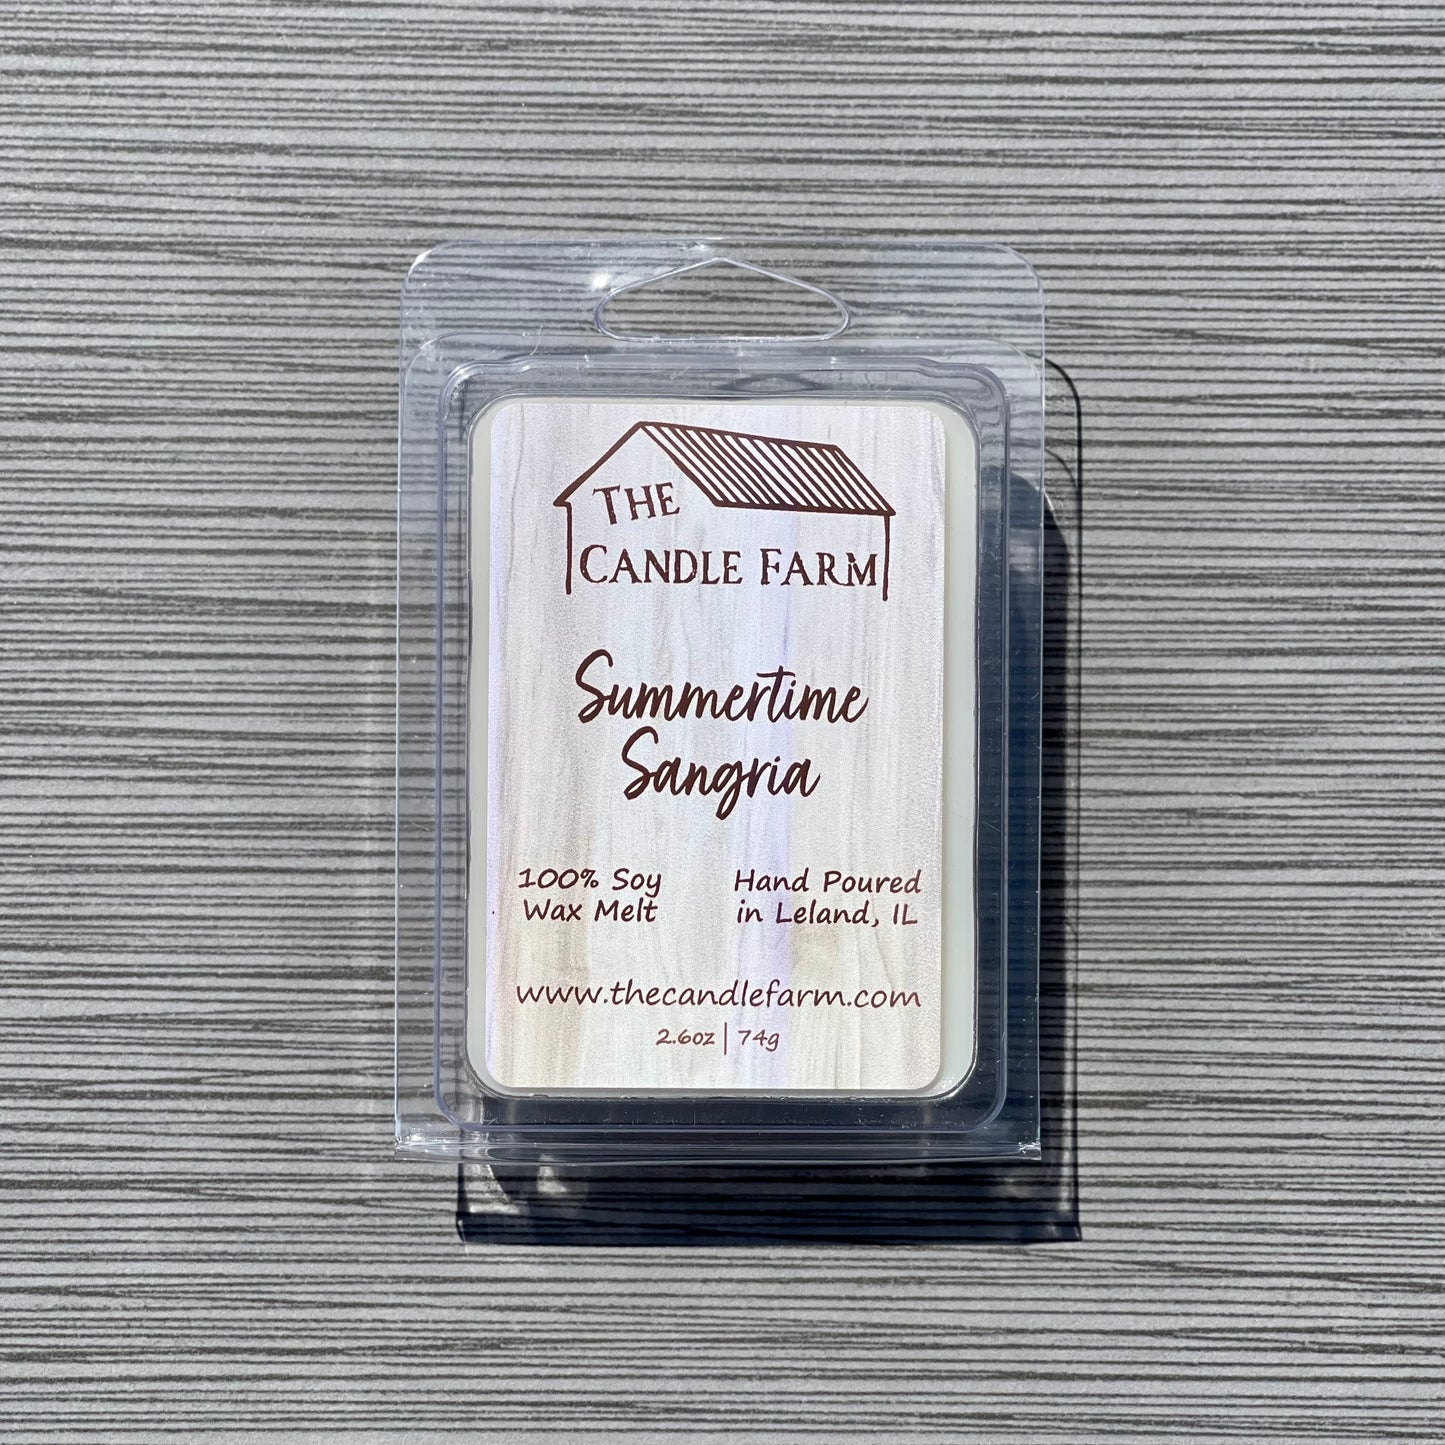 THE
CANDLE FARM
Summertime
Sangria
100% Soy
Wax Melt
Hand Poured
in Leland, IL
www.thecandlefarm.com
2.6oz | 74g